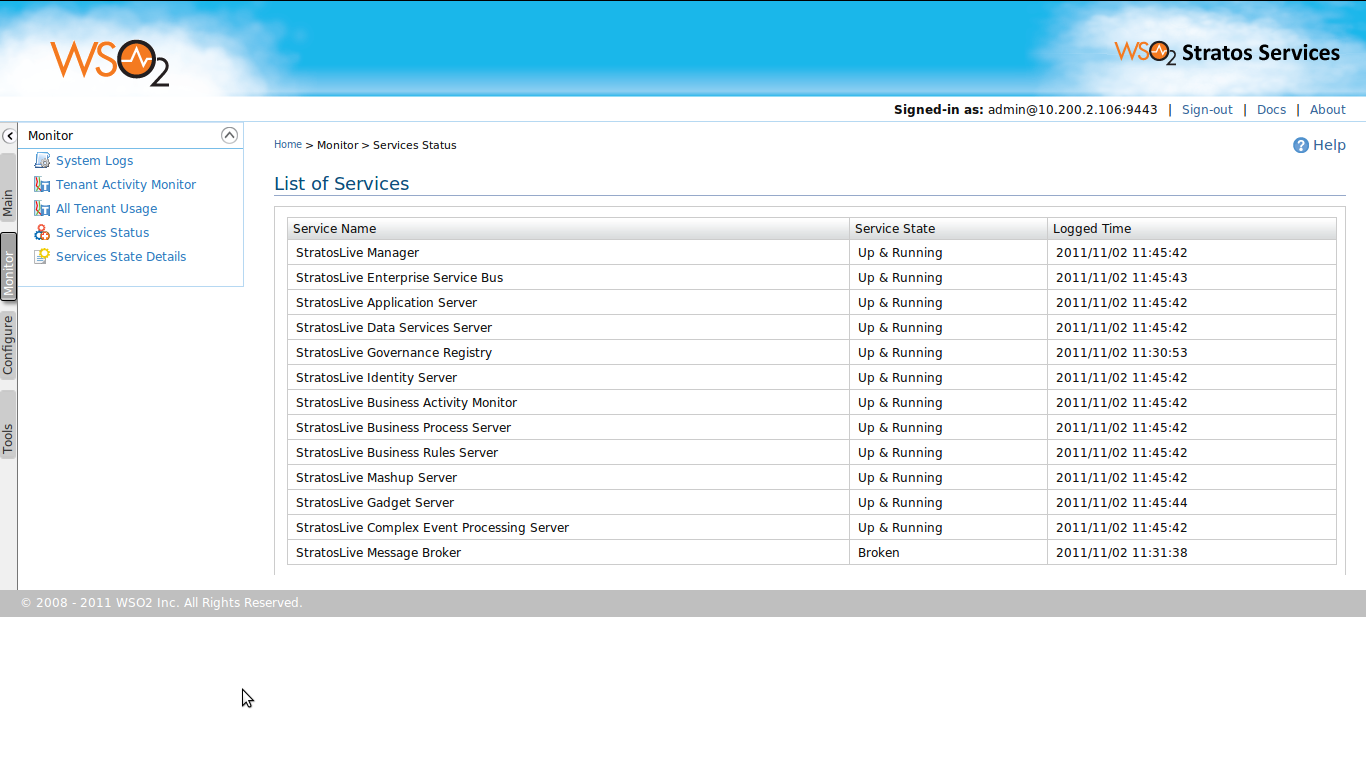 WSO2
WSO2 Stratos Services
Signed-in as: admin@10.200.2.106:9443 | Sign-out | Docs | About
Main
Monitor
Configure
Tools
Monitor
System Logs
Tenant Activity Monitor
All Tenant Usage
Services Status
Services State Details
Home > Monitor > Services Status
Help
List of Services
Service Name Service State Logged Time
StratosLive Manager Up & Running 2011/11/02 11:45:42
StratosLive Enterprise Service Bus Up & Running 2011/11/02 11:45:43
StratosLive Application Server Up & Running 2011/11/02 11:45:42
StratosLive Data Services Server Up & Running 2011/11/02 11:45:42
StratosLive Governance Registry Up & Running 2011/11/02 11:30:53
StratosLive Identity Server Up & Running 2011/11/02 11:45:42
StratosLive Business Activity Monitor Up & Running 2011/11/02 11:45:42
StratosLive Business Process Server Up & Running 2011/11/02 11:45:42
StratosLive Business Rules Server Up & Running 2011/11/02 11:45:42
StratosLive Mashup Server Up & Running 2011/11/02 11:45:42
StratosLive Gadget Server Up & Running 2011/11/02 11:45:44
StratosLive Complex Event Processing Server Up & Running 2011/11/02 11:45:42
StratosLive Message Broker Broken 2011/11/02 11:31:38
© 2008 - 2011 WSO2 Inc. All Rights Reserved.